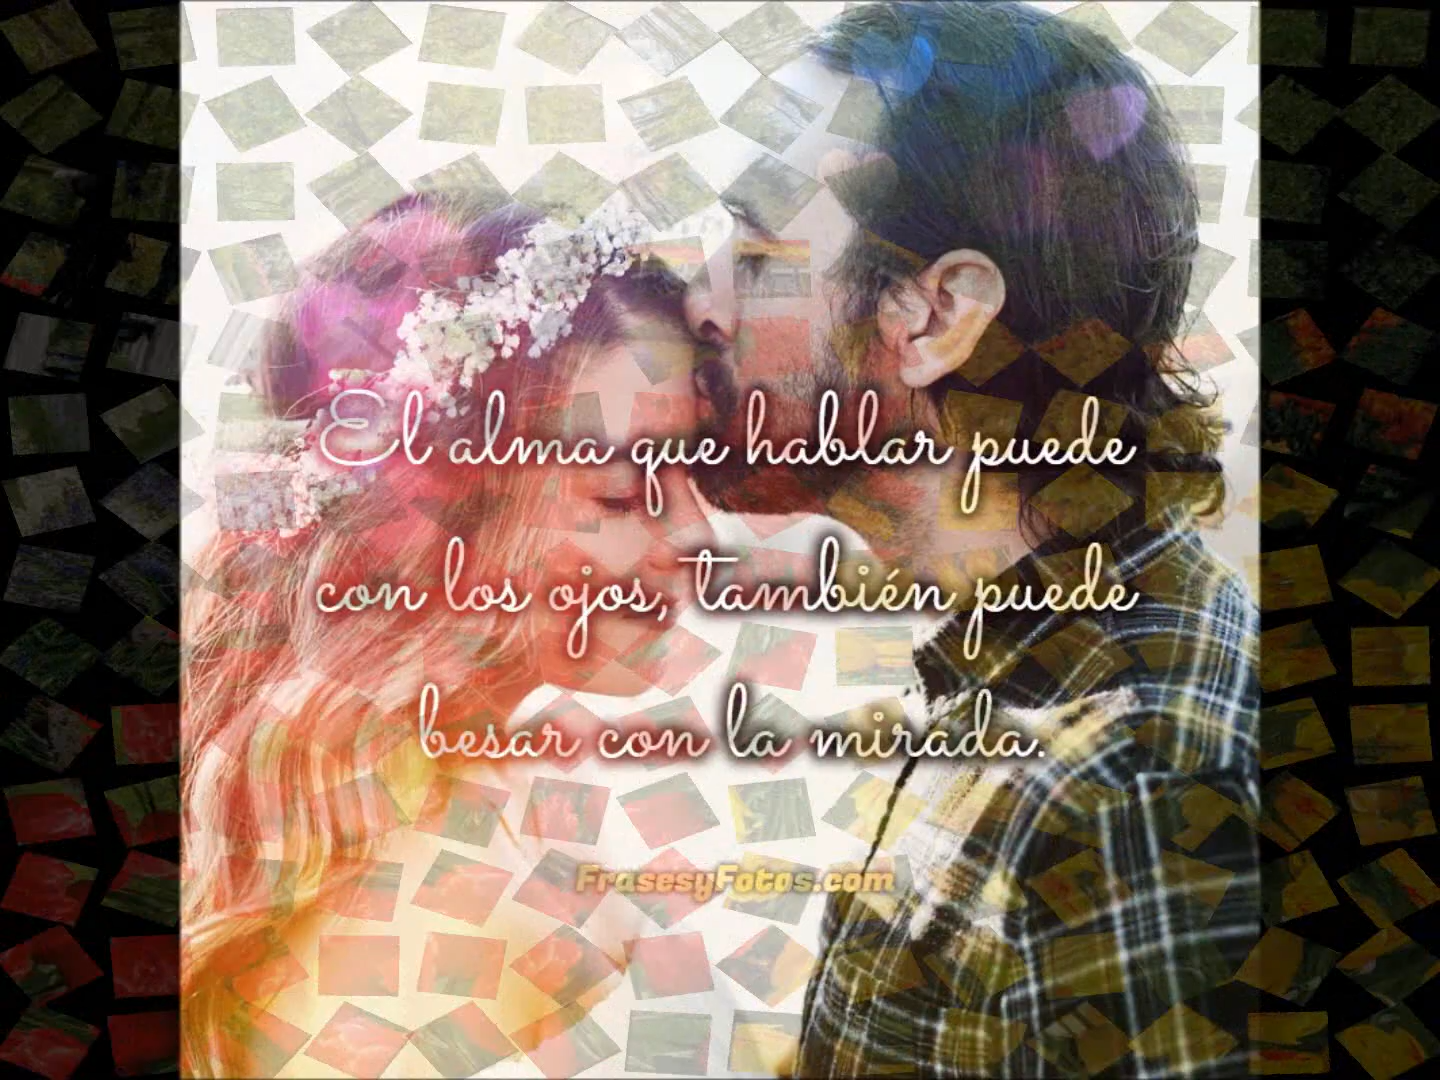 El alma que hablar puede
con los ojos, también puede
besar con la mirada.
FrasesyFotos.com